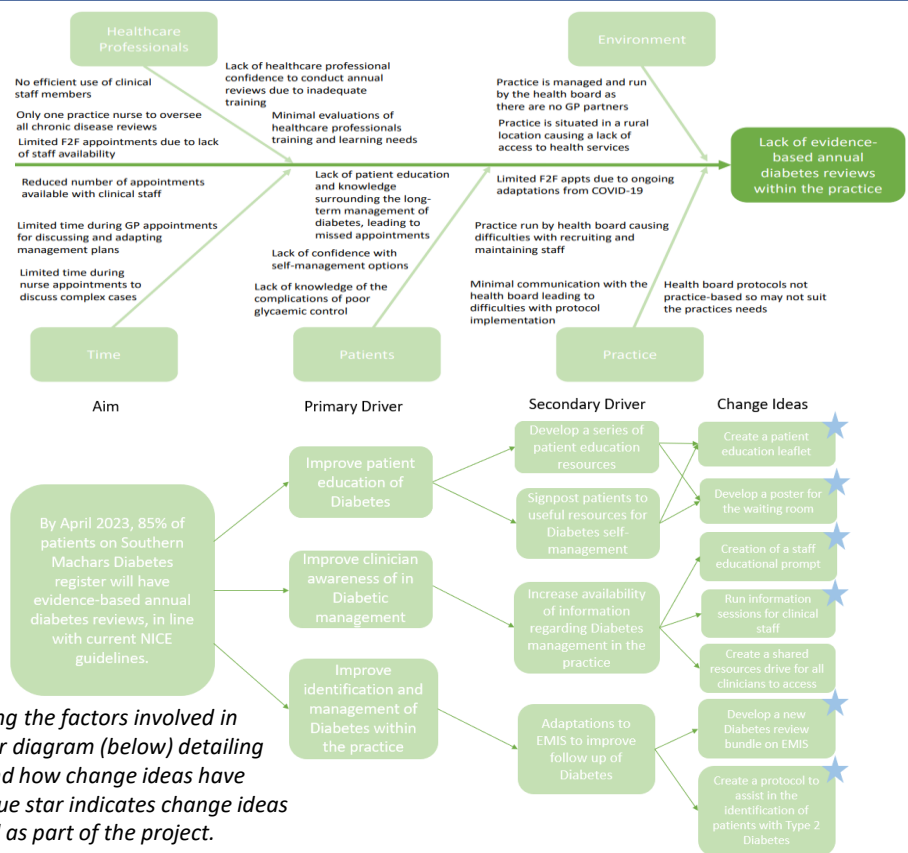 Healthcare
Professionals
Environment
No efficient use of clinical
staff members
Only one practice nurse to oversee
all chronic disease reviews
Limited F2F appointments due to lack
of staff availability
Lack of healthcare professional
confidence to conduct annual
reviews due to inadequate
training
Minimal evaluations of
healthcare professionals
training and learning needs
Practice is managed and run
by the health board as
there are no GP partners
Practice is situated in a rural
location causing a lack of
access to health services
Lack of evidence-
based annual
diabetes reviews
within the practice
Reduced number of appointments
available with clinical staff
Limited time during GP appointments
for discussing and adapting
management plans
Limited time during
nurse appointments to
discuss complex cases
Lack of patient education
and knowledge
surrounding the long-
term management of
diabetes, leading to
missed appointments
Lack of confidence with
self-management options
Lack of knowledge of the
complications of poor
glycaemic control
Limited F2F appts due to ongoing
adaptations from COVID-19
Practice run by health board causing
difficulties with recruiting and
maintaining staff
Minimal communication with the
health board leading to
difficulties with protocol
implementation
Health board protocols not
practice-based so may not suit
the practices needs
Time
Patients
Practice
Aim
Primary Driver
Secondary Driver
Change Ideas
By April 2023, 85% of
patients on Southern
Machars Diabetes
register will have
evidence-based annual
diabetes reviews, in line
with current NICE
guidelines.
Improve patient
education of
Diabetes
Improve clinician
awareness of in
Diabetic
management
Improve
identification and
management of
Diabetes within
the practice
Develop a series of
patient education
resources
Signpost patients to
useful resources for
Diabetes self-
management
Increase availability
of information
regarding Diabetes
management in the
practice
Adaptations to
EMIS to improve
follow up of
Diabetes
Create a patient
education leaflet
Develop a poster for
the waiting room
Creation of a staff
educational prompt
Run information
sessions for clinical
staff
Create a shared
resources drive for all
clinicians to access
Develop a new
Diabetes review
bundle on EMIS
Create a protocol to
assist in the
identification of
patients with Type 2
Diabetes
ng the factors involved in
r diagram (below) detailing
nd how change ideas have
ue star indicates change ideas
d as part of the project.